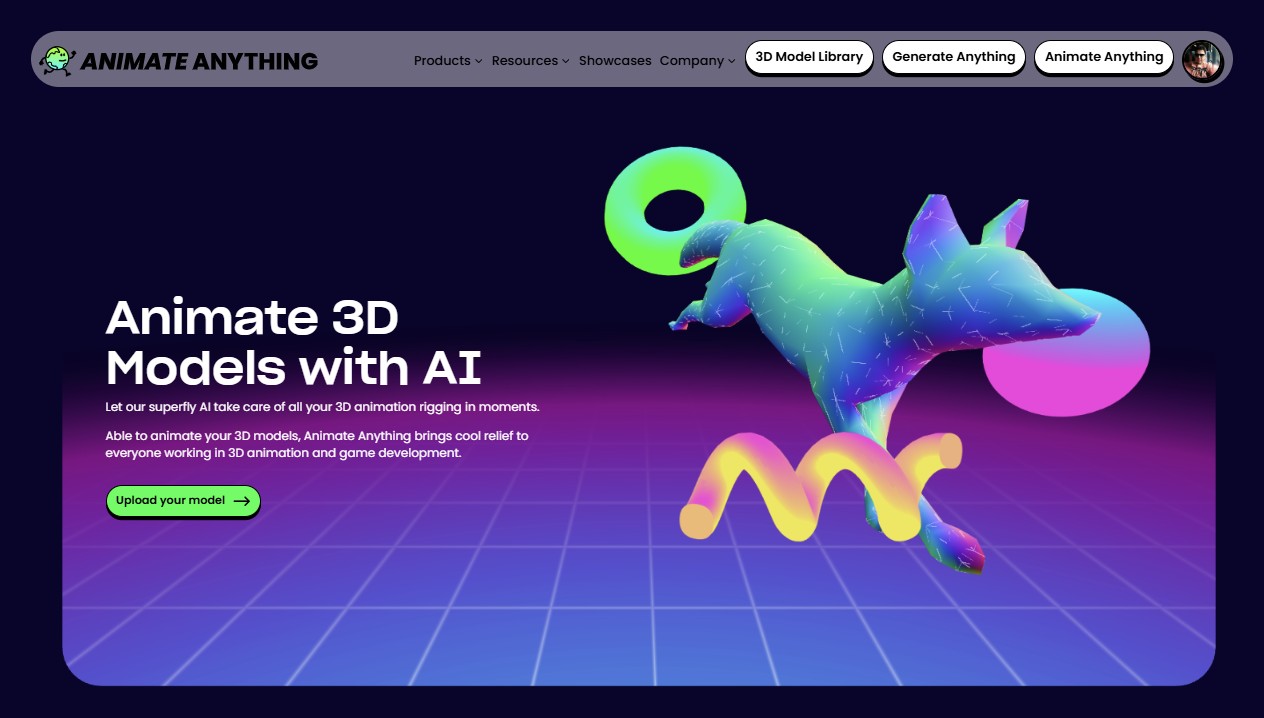 ANIMATE ANYTHING
Products
Resources
Showcases
Company
3D Model Library
Generate Anything
Animate Anything
Animate 3D
Models with AI
Let our superfly AI take care of all your 3D animation rigging in moments.
Able to animate your 3D models, Animate Anything brings cool relief to
everyone working in 3D animation and game development.
Upload your model